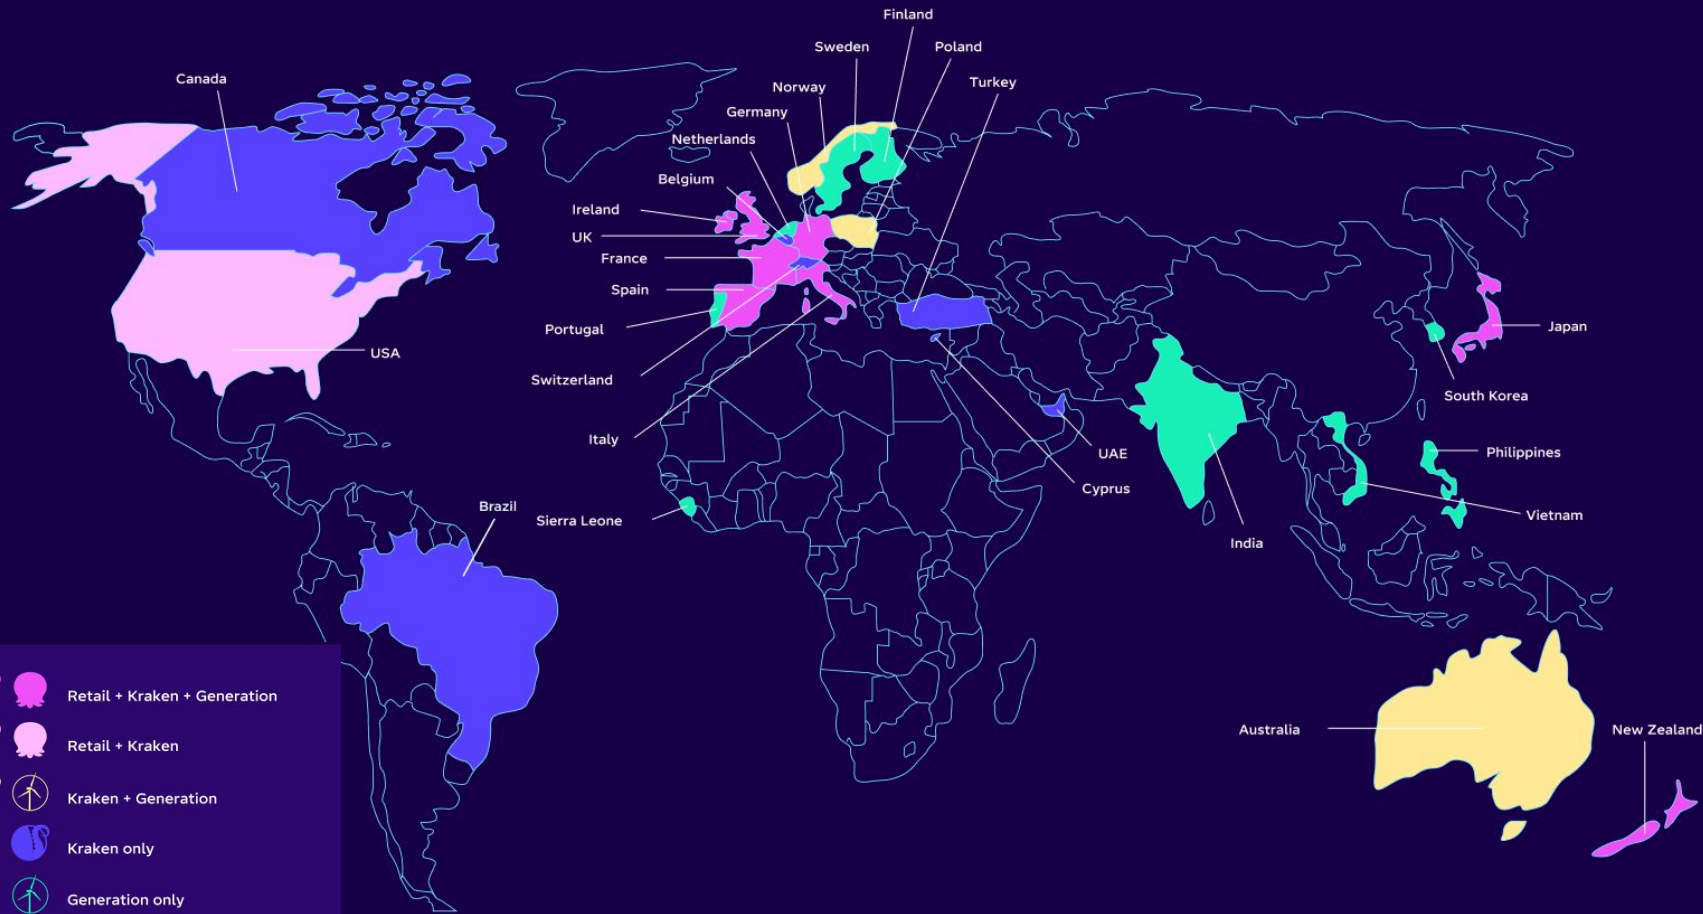 Finland
Sweden
Poland
Canada
Turkey
Norway
Germany
Netherlands
Belgium
Ireland
UK
France
Spain
Portugal
Japan
USA
Switzerland
South Korea
Italy
UAE
Philippines
Cyprus
Brazil
Sierra Leone
Vietnam
India
Australia
New Zealand
Retail + Kraken + Generation
Retail + Kraken
Kraken + Generation
Kraken only
Generation only